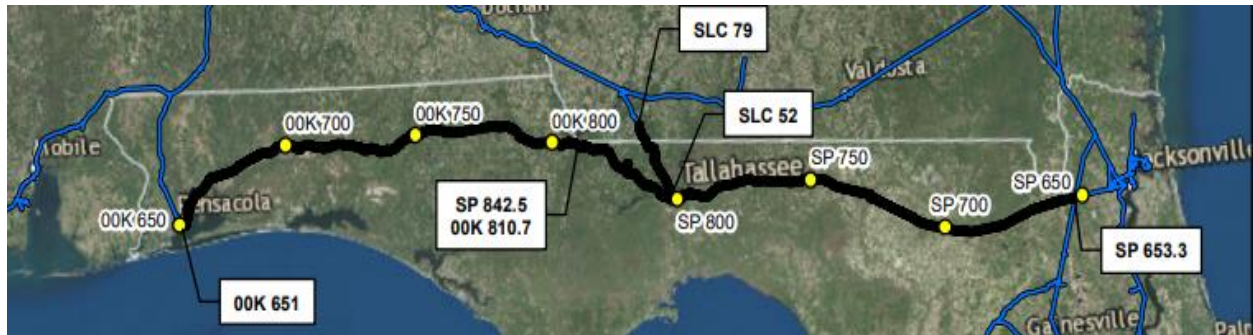 Dothan
SLC 79
Valdosta
00K 700
00K 750
00K 800
SLC 52
Mobile
Tallahassee
SP 750
SP 650
Jacksonville
00K 650
Pensacola
SP 842.5
00K 810.7
SP 800
SP 700
SP 653.3
00K 651
Gainesville